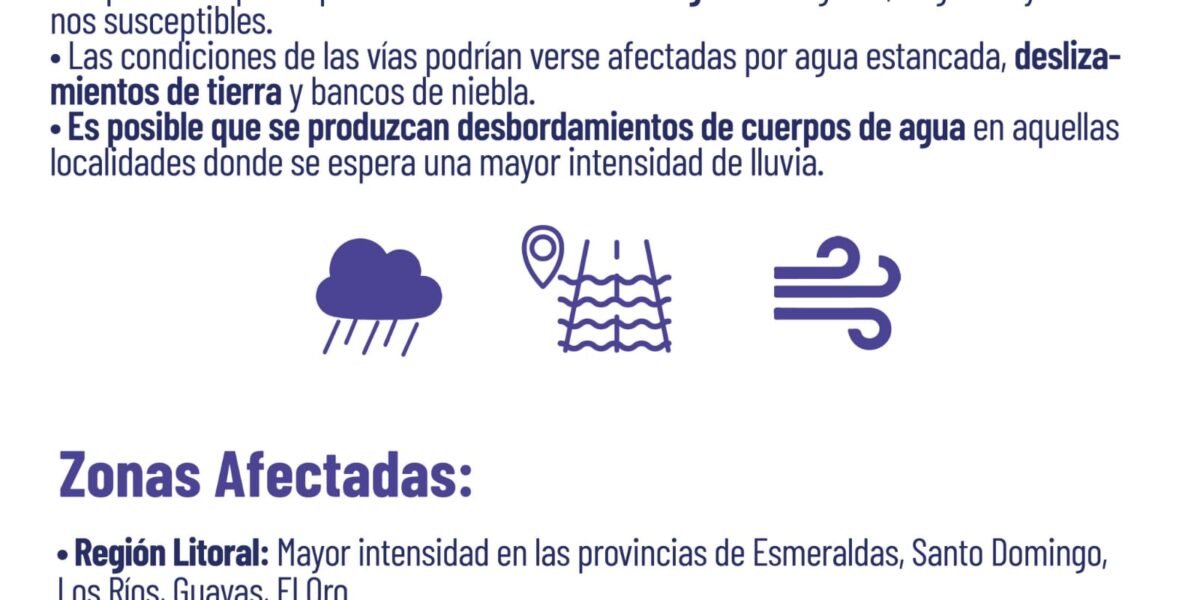 nos susceptibles.
• Las condiciones de las vías podrían verse afectadas por agua estancada, desliza-
mientos de tierra y bancos de niebla.
• Es posible que se produzcan desbordamientos de cuerpos de agua en aquellas
localidades donde se espera una mayor intensidad de lluvia.
Zonas Afectadas:
• Región Litoral: Mayor intensidad en las provincias de Esmeraldas, Santo Domingo,
Los Ríos, Guayas, El Oro